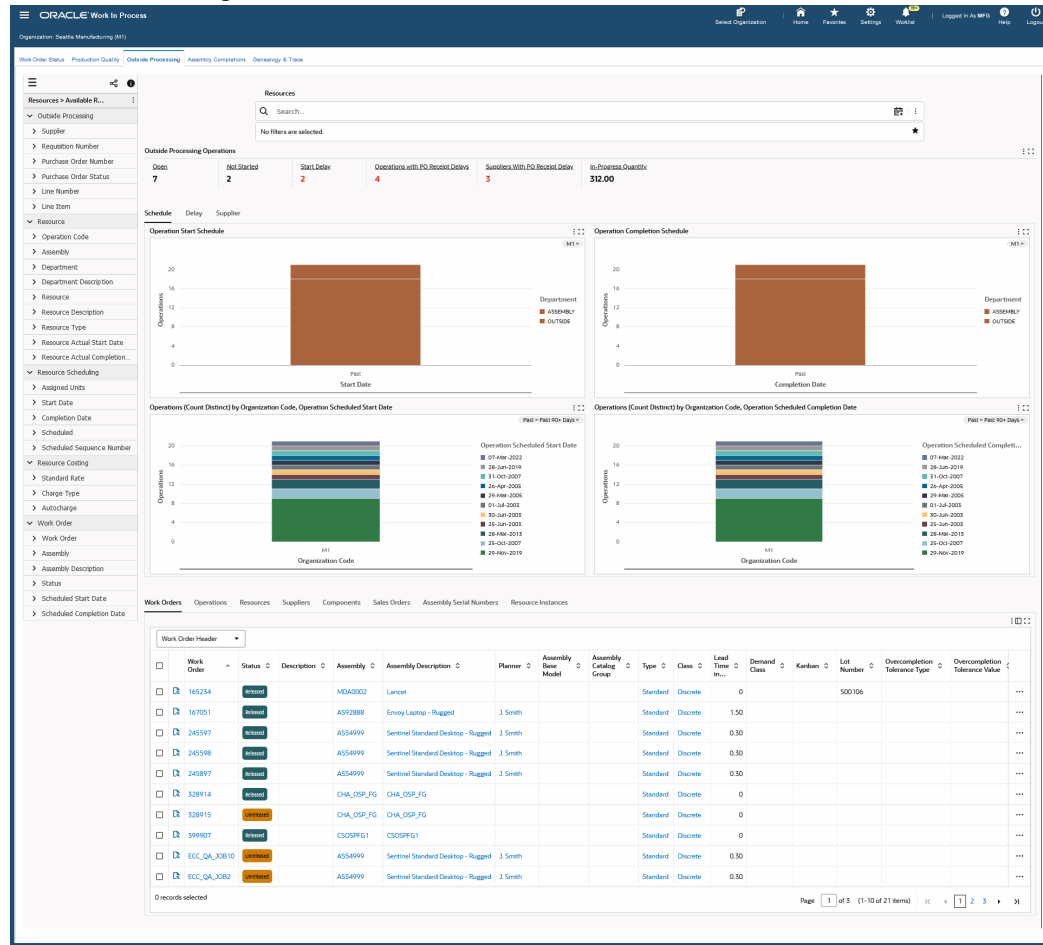 ORACLE Work In Process
Select Organization
Home
Favorites
Settings
Worklist
Logged In As MFG
Help
Logou
Organization: Seattle Manufacturing (M1)
Work Order Status Production Quality Outside Processing Assembly Completions Genealogy & Trace
Resources > Available R...
Outside Processing
Supplier
Requisition Number
Purchase Order Number
Purchase Order Status
Line Number
Line Item
Resource
Operation Code
Assembly
Department
Department Description
Resource
Resource Description
Resource Type
Resource Actual Start Date
Resource Actual Completion...
Resource Scheduling
Assigned Units
Start Date
Completion Date
Scheduled
Scheduled Sequence Number
Resource Costing
Standard Rate
Charge Type
Autocharge
Work Order
Work Order
Assembly
Assembly Description
Status
Scheduled Start Date
Scheduled Completion Date
Resources
Search...
No filters are selected.
Outside Processing Operations
Open Not Started Start Delay Operations with PO Receipt Delays Suppliers With PO Receipt Delay In-Progress Quantity
7 2 2 4 3 312.00
Schedule Delay Supplier
Operation Start Schedule
M1 >
20
16
12
8
4
0
Operations
Past
Start Date
Department
ASSEMBLY
OUTSIDE
Operation Completion Schedule
M1 >
20
16
12
8
4
0
Operations
Past
Completion Date
Department
ASSEMBLY
OUTSIDE
Operations (Count Distinct) by Organization Code, Operation Scheduled Start Date
Past > Past 90+ Days >
20
16
12
8
4
0
Operations
M1
Organization Code
Operation Scheduled Start Date
07-Mar-2022
28-Jun-2019
31-Oct-2007
26-Apr-2005
29-Mar-2005
01-Jul-2003
30-Jun-2003
25-Jun-2003
28-Mar-2013
25-Oct-2007
29-Nov-2019
Operations (Count Distinct) by Organization Code, Operation Scheduled Completion Date
Past > Past 90+ Days >
20
16
12
8
4
0
Operations
M1
Organization Code
Operation Scheduled Completi...
07-Mar-2022
28-Jun-2019
31-Oct-2007
26-Apr-2005
29-Mar-2005
01-Jul-2003
30-Jun-2003
25-Jun-2003
28-Mar-2013
25-Oct-2007
29-Nov-2019
Work Orders Operations Resources Suppliers Components Sales Orders Assembly Serial Numbers Resource Instances
Work Order Header
Work Order Status Description Assembly Assembly Description Planner Assembly Base Model Assembly Catalog Group Type Class Lead Time in... Demand Class Kanban Lot Number Overcompletion Tolerance Type Overcompletion Tolerance Value
165234 Released MDA0002 Lancet Standard Discrete 0 S00106
167051 Released AS92888 Envoy Laptop - Rugged J. Smith Standard Discrete 1.50
245597 Released AS54999 Sentinel Standard Desktop - Rugged J. Smith Standard Discrete 0.30
245598 Released AS54999 Sentinel Standard Desktop - Rugged J. Smith Standard Discrete 0.30
245897 Released AS54999 Sentinel Standard Desktop - Rugged J. Smith Standard Discrete 0.30
328914 Released CHA_OSP_FG CHA_OSP_FG Standard Discrete 0
328915 Unreleased CHA_OSP_FG CHA_OSP_FG Standard Discrete 0
399907 Released CSOSPFG1 CSOSPFG1 Standard Discrete 0
ECC_QA_JOB10 Unreleased AS54999 Sentinel Standard Desktop - Rugged J. Smith Standard Discrete 0.30
ECC_QA_JOB2 Unreleased AS54999 Sentinel Standard Desktop - Rugged J. Smith Standard Discrete 0.30
0 records selected
Page 1 of 3 (1-10 of 21 items) 1 2 3